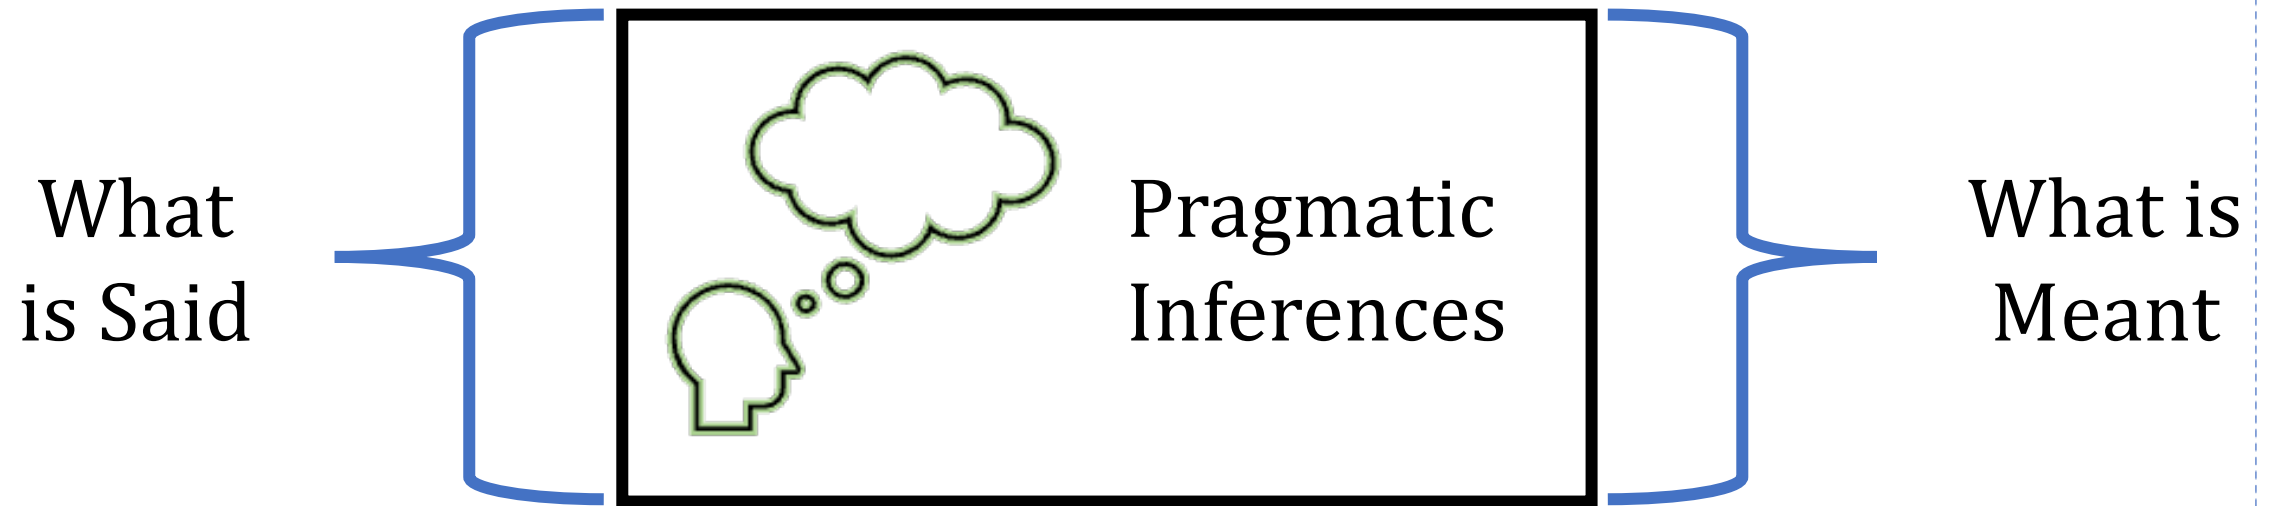 What
is Said
Pragmatic
Inferences
What is
Meant